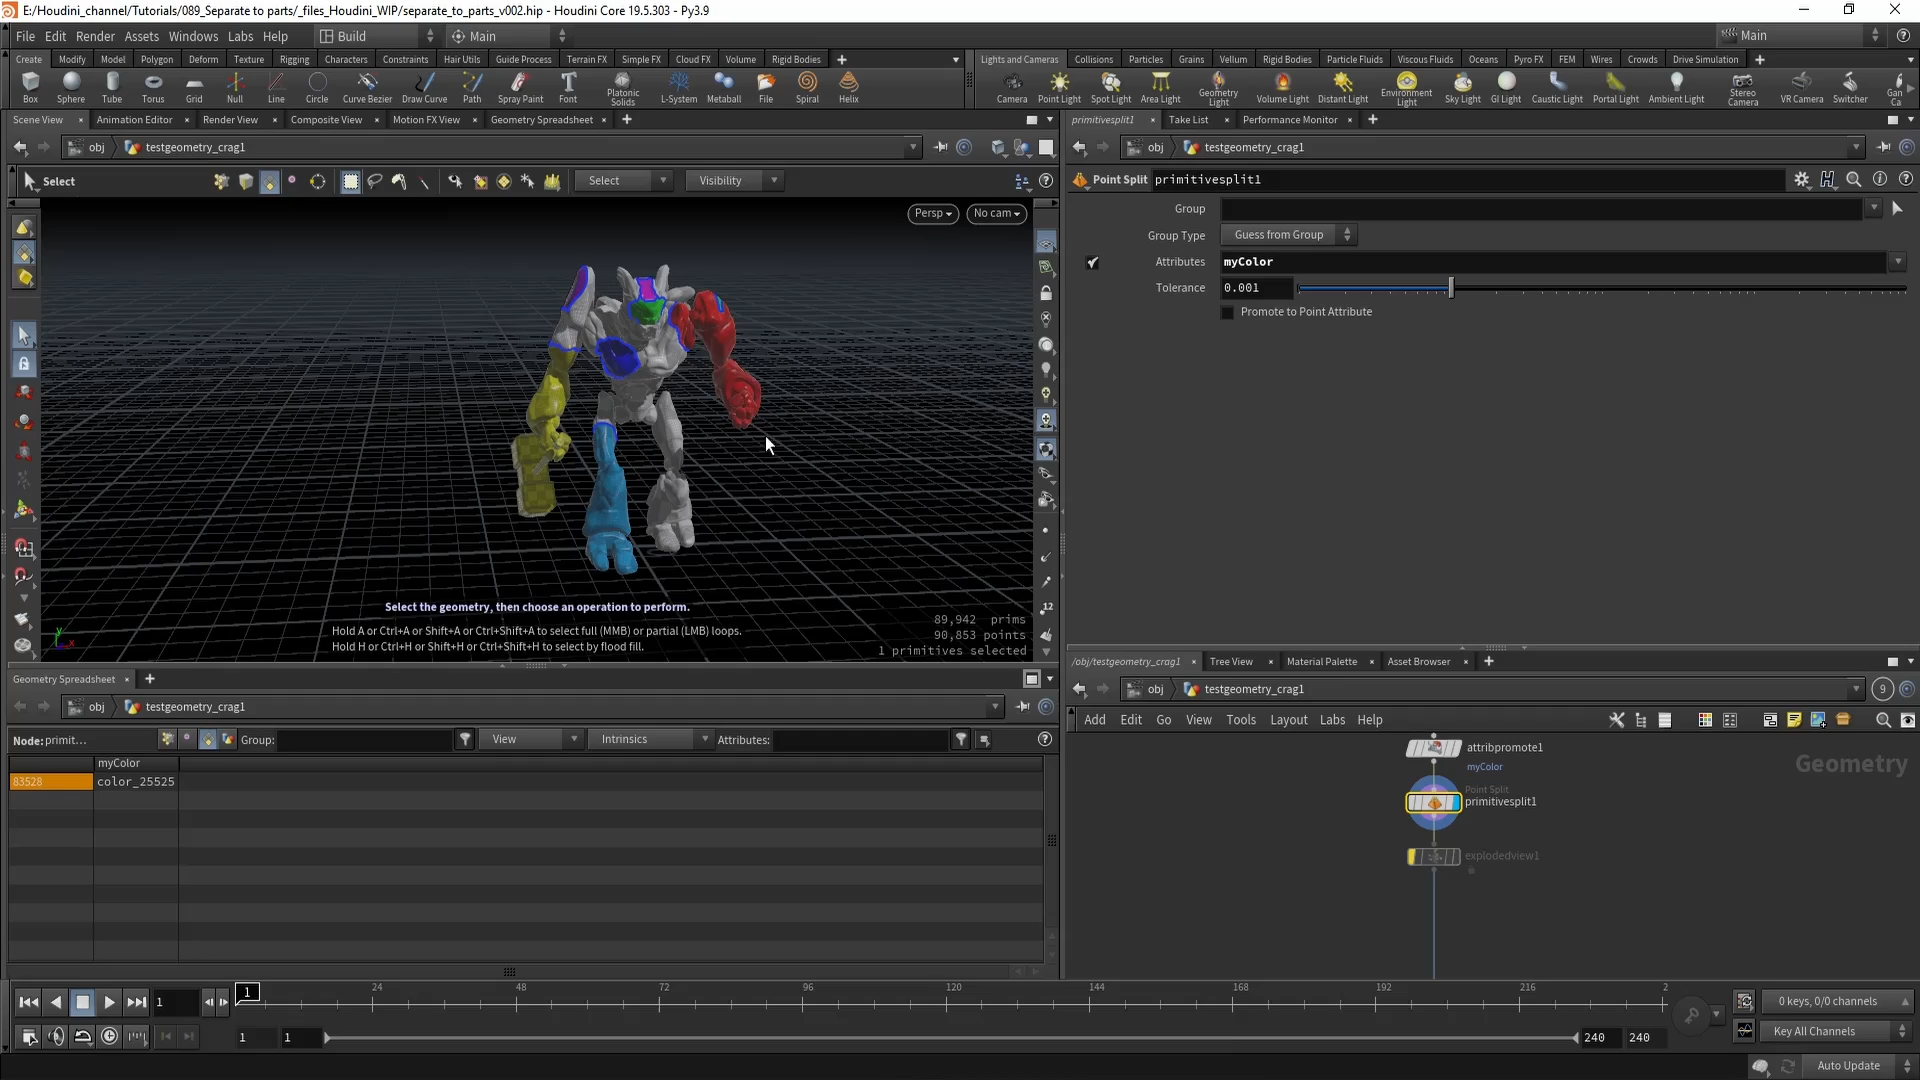 E:/Houdini_channel/Tutorials/089_Separate to parts/_files_Houdini_WIP/separate_to_parts_v002.hip - Houdini Core 19.5.303 - Py3.9
File Edit Render Assets Windows Labs Help Build Main Main
Create Modify Model Polygon Deform Texture Rigging Characters Constraints Hair Utils Guide Process Terrain FX Simple FX Cloud FX Volume Rigid Bodies
Lights and Cameras Collisions Particles Grains Vellum Rigid Bodies Particle Fluids Viscous Fluids Oceans Pyro FX FEM Wires Crowds Drive Simulation
Box Sphere Tube Torus Grid Null Line Circle Curve Bezier Draw Curve Path Spray Paint Font Platonic Solids L-System Metaball File Spiral Helix
Camera Point Light Spot Light Area Light Geometry Light Volume Light Distant Light Environment Light Sky Light GI Light Caustic Light Portal Light Ambient Light Stereo Camera VR Camera Switcher Gan Ca
Scene View Animation Editor Render View Composite View Motion FX View Geometry Spreadsheet
primitivesplit1 Take List Performance Monitor
obj testgeometry_crag1
obj testgeometry_crag1
Select Select Visibility
Point Split primitivesplit1
Persp No cam
Group
Group Type Guess from Group
Attributes myColor
Tolerance 0.001
Promote to Point Attribute
Select the geometry, then choose an operation to perform.
Hold A or Ctrl+A or Shift+A or Ctrl+Shift+A to select full (MMB) or partial (LMB) loops.
Hold H or Ctrl+H or Shift+H or Ctrl+Shift+H to select by flood fill.
89,942 prims
90,853 points
1 primitives selected
12
y
x
/obj/testgeometry_crag1 Tree View Material Palette Asset Browser
obj testgeometry_crag1 9
Add Edit Go View Tools Layout Labs Help
Geometry
attribpromote1
myColor
Point Split
primitivesplit1
explodedview1
Geometry Spreadsheet
obj testgeometry_crag1
Node: primit... Group: View Intrinsics Attributes:
myColor
83528 color_25525
1 1 24 48 72 96 120 144 168 192 216 2
0 keys, 0/0 channels
1 1 240 240
Key All Channels
Auto Update